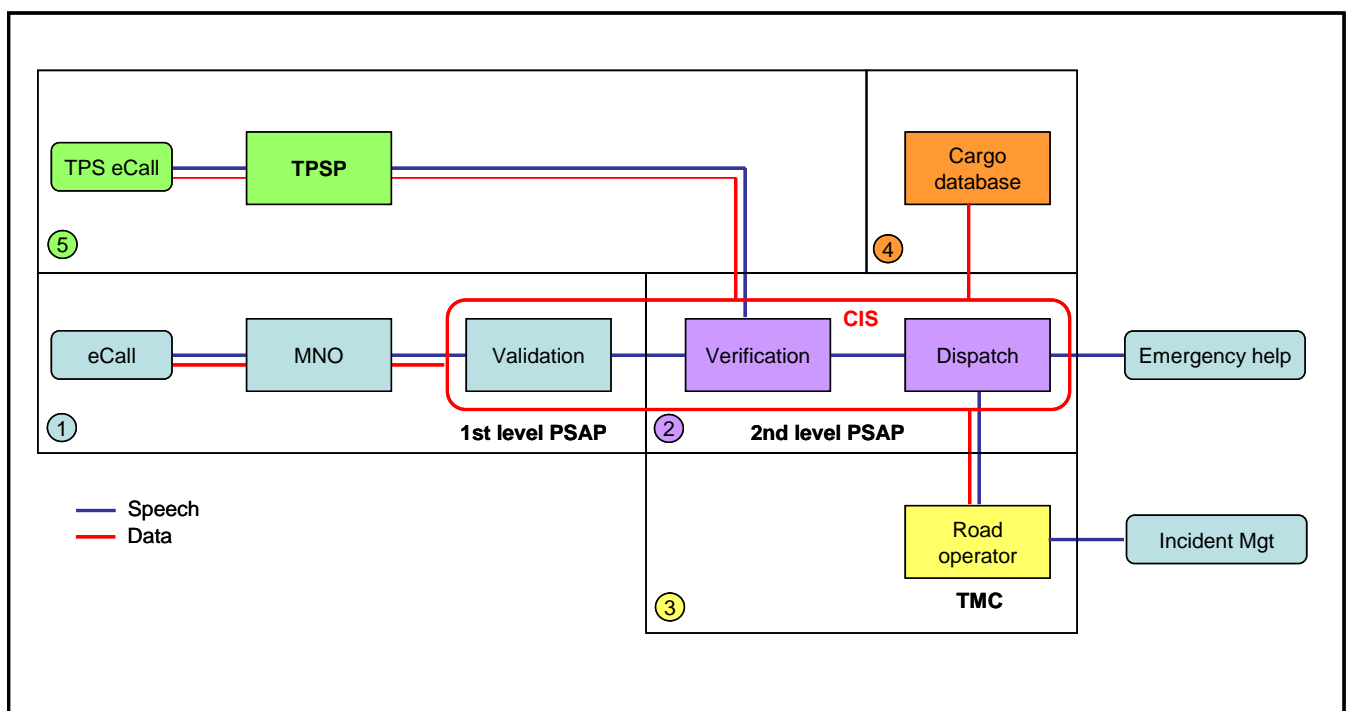 TPS eCall
TPSP
Cargo
database
5
4
CIS
eCall
MNO
Validation
Verification
Dispatch
Emergency help
1
1st level PSAP
2
2nd level PSAP
Speech
Data
Road
operator
Incident Mgt
3
TMC